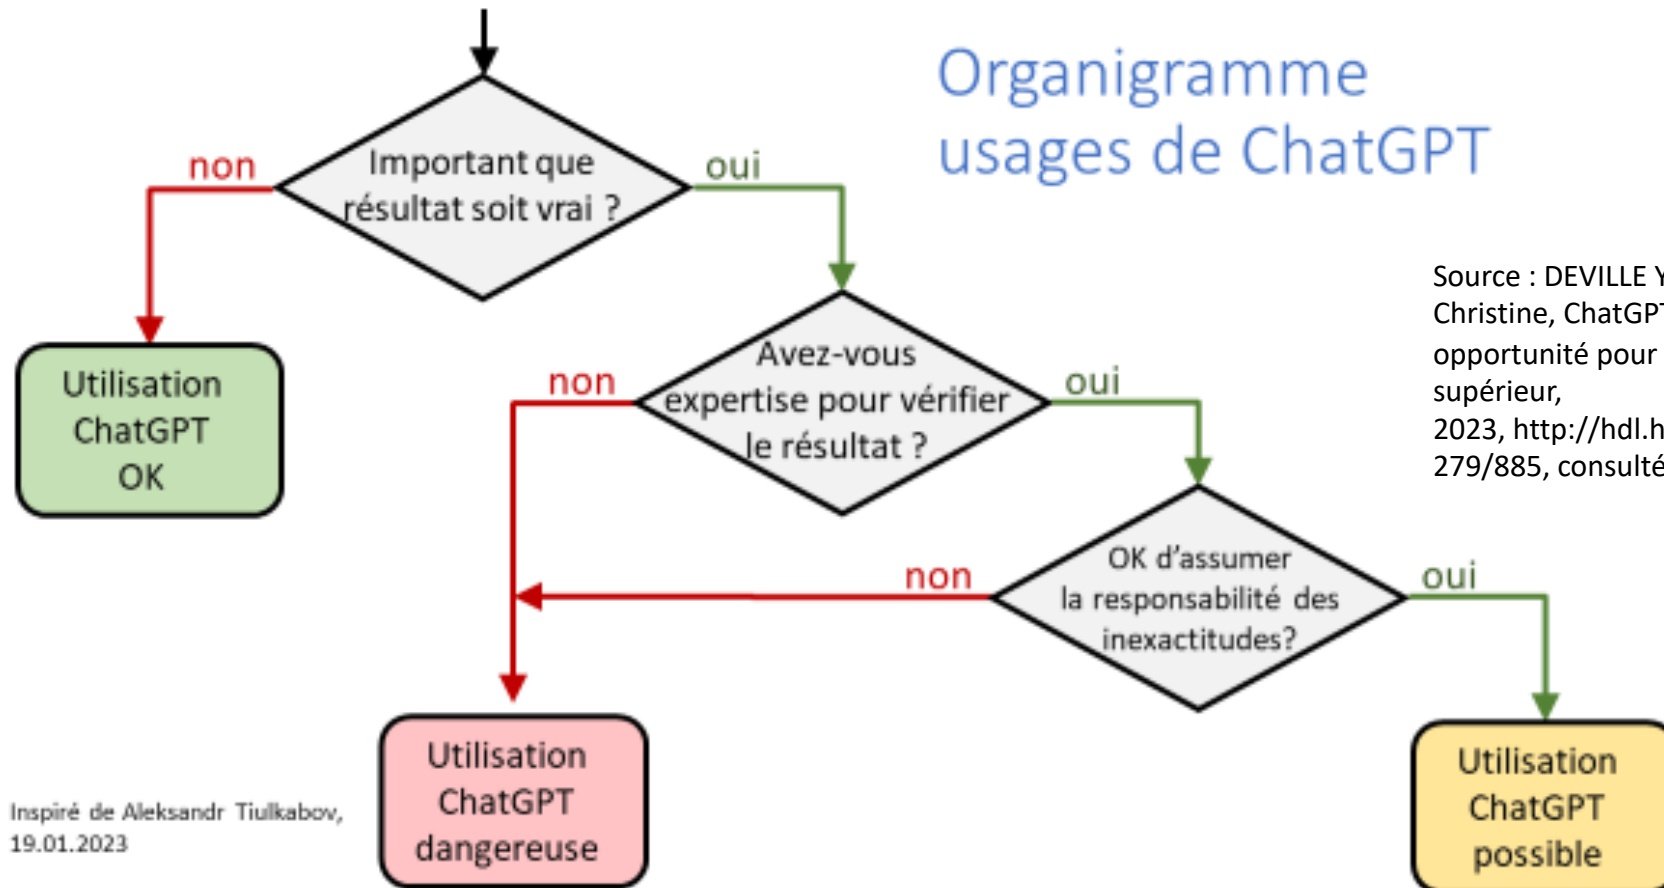 Organigramme
usages de ChatGPT
non
Important que
résultat soit vrai ?
oui
Source : DEVILLE Y
Christine, ChatGPT
opportunité pour
supérieur,
2023, http://hdl.h
279/885, consulté
Utilisation
ChatGPT
OK
non
Avez-vous
expertise pour vérifier
le résultat ?
oui
non
OK d’assumer
la responsabilité des
inexactitudes?
oui
Utilisation
ChatGPT
dangereuse
Utilisation
ChatGPT
possible
Inspiré de Aleksandr Tiulkabov,
19.01.2023